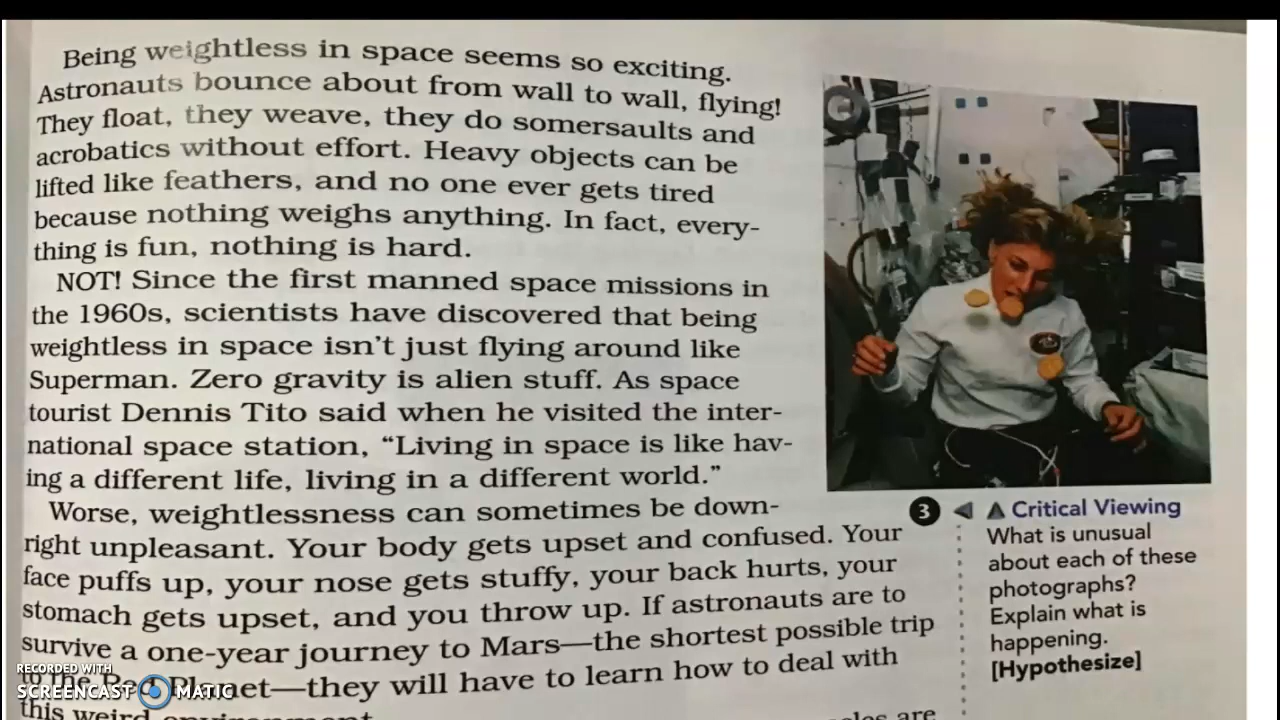 Being weightless in space seems so exciting.
Astronauts bounce about from wall to wall, flying!
They float, they weave, they do somersaults and
acrobatics without effort. Heavy objects can be
lifted like feathers, and no one ever gets tired
because nothing weighs anything. In fact, every-
thing is fun, nothing is hard.
NOT! Since the first manned space missions in
the 1960s, scientists have discovered that being
weightless in space isn't just flying around like
Superman. Zero gravity is alien stuff. As space
tourist Dennis Tito said when he visited the inter-
national space station, “Living in space is like hav-
ing a different life, living in a different world.”
Worse, weightlessness can sometimes be down-
right unpleasant. Your body gets upset and confused. Your
face puffs up, your nose gets stuffy, your back hurts, your
stomach gets upset, and you throw up. If astronauts are to
survive a one-year journey to Mars—the shortest possible trip
to the Red Planet—they will have to learn how to deal with
this weird environment.
are
3 Critical Viewing
What is unusual
about each of these
photographs?
Explain what is
happening.
[Hypothesize]
RECORDED WITH
SCREENCAST MATIC